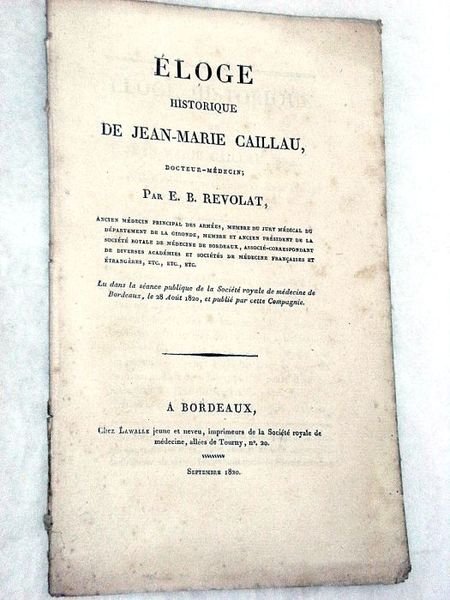 ÉLOGE
HISTORIQUE
DE JEAN-MARIE CAILLAU,
DOCTEUR-MÉDECIN;
PAR E. B. REVOLAT,
ANCIEN MÉDECIN PRINCIPAL DES ARMÉES, MEMBRE DU JURY MÉDICAL DU
DÉPARTEMENT DE LA GIRONDE, MEMBRE ET ANCIEN PRÉSIDENT DE LA
SOCIÉTÉ ROYALE DE MÉDECINE DE BORDEAUX, ASSOCIÉ-CORRESPONDANT
DE DIVERSES ACADÉMIES ET SOCIÉTÉS DE MÉDECINE FRANÇAISES ET
ÉTRANGÈRES, ETC., ETC., ETC.
Lu dans la séance publique de la Société royale de médecine de
Bordeaux, le 28 Août 1820, et publié par cette Compagnie.
À BORDEAUX,
Chez LAWALLE jeune et neveu, imprimeurs de la Société royale de
médecine, allées de Tourny, nº. 20.
SEPTEMBRE 1820.